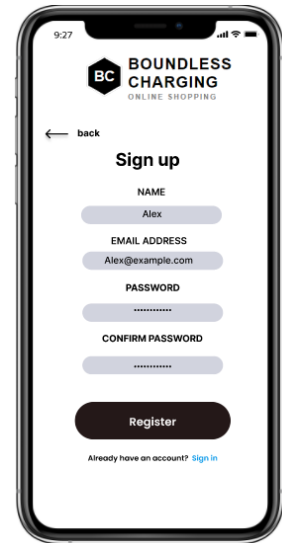 9:27
BC
BOUNDLESS
CHARGING
ONLINE SHOPPING
back
Sign up
NAME
Alex
EMAIL ADDRESS
Alex@example.com
PASSWORD
••••••••••••
CONFIRM PASSWORD
••••••••••••
Register
Already have an account? Sign in